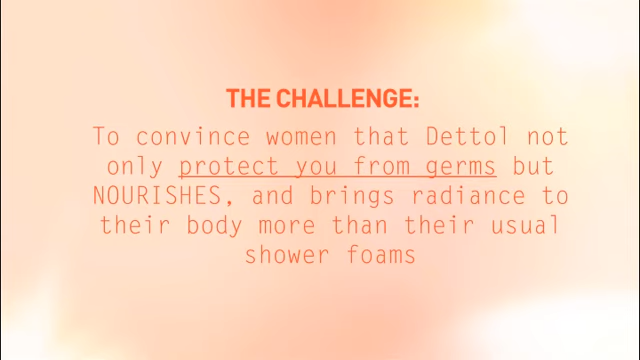 THE CHALLENGE:
To convince women that Dettol not
only protect you from germs but
NOURISHES, and brings radiance to
their body more than their usual
shower foams